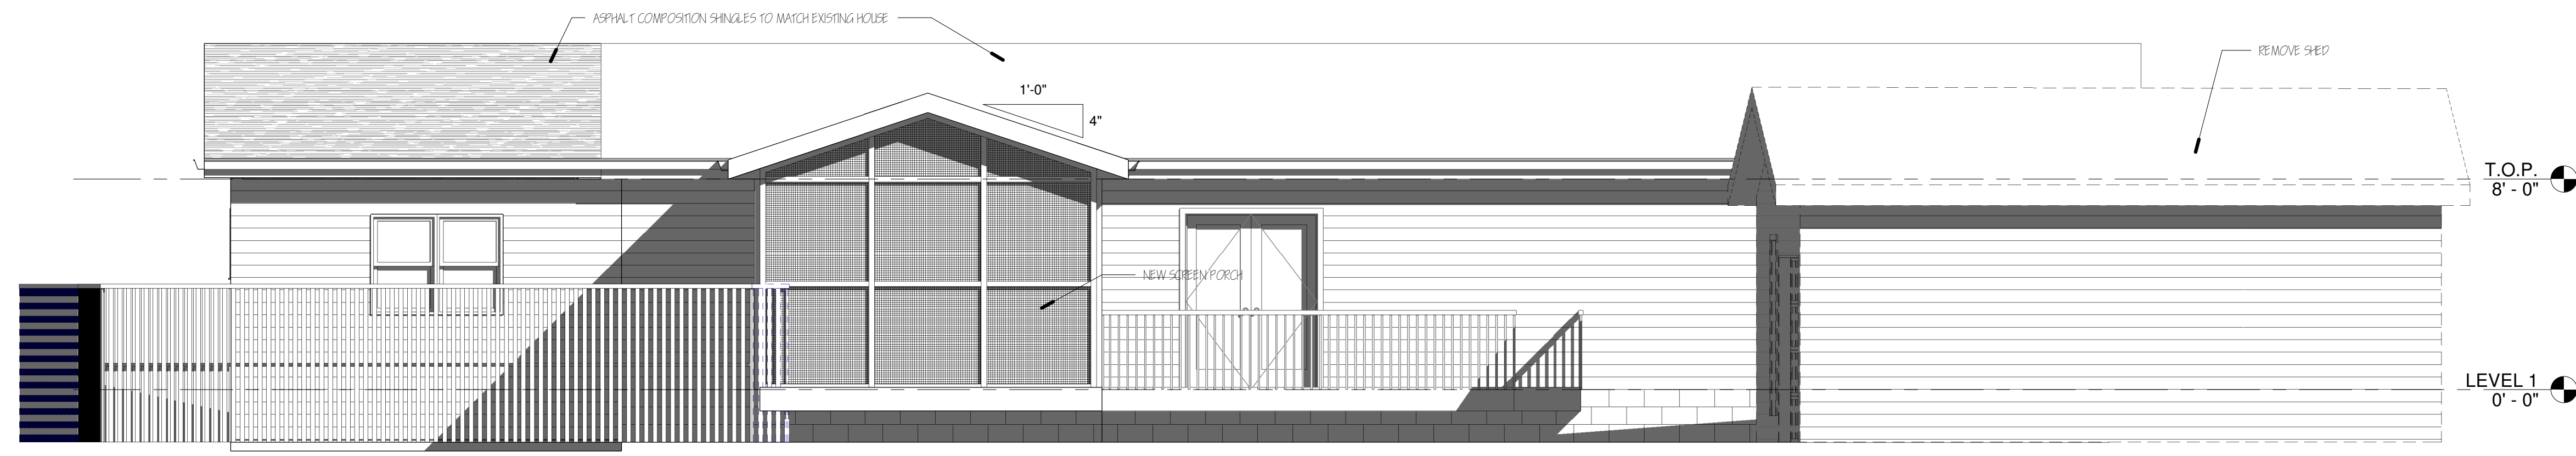 ASPHALT COMPOSITION SHINGLES TO MATCH EXISTING HOUSE
REMOVE SHED
1'-0"
4"
T.O.P.
8' - 0"
NEW SCREEN PORCH
LEVEL 1
0' - 0"